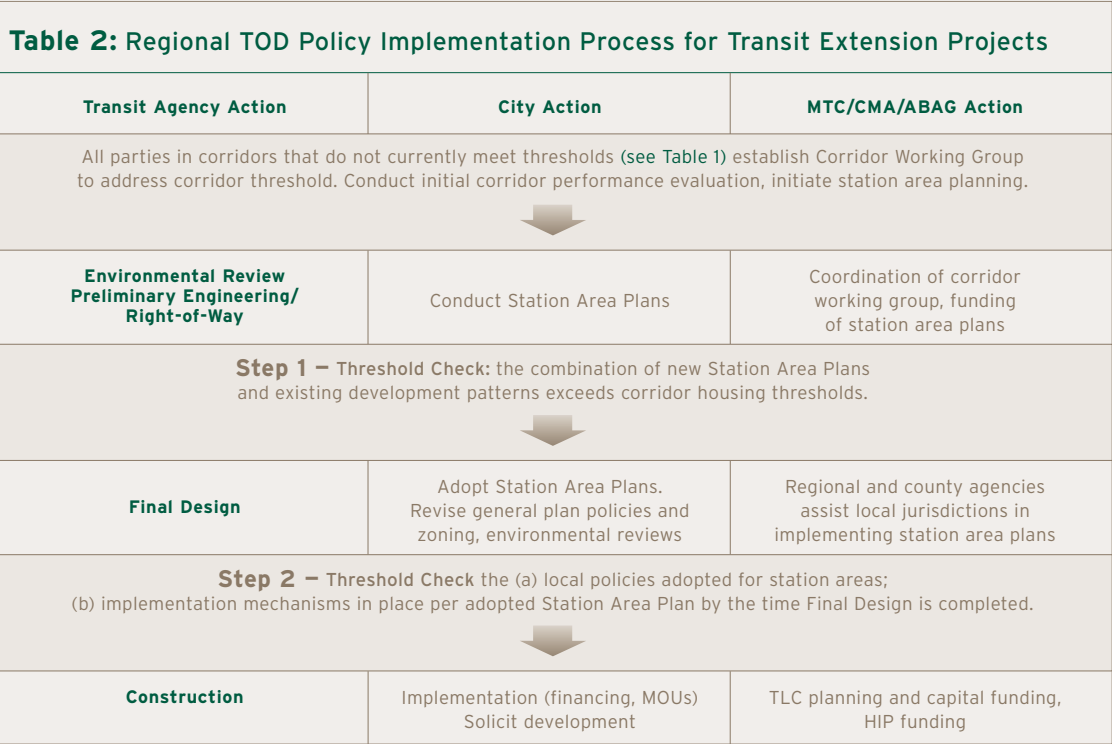 Table 2: Regional TOD Policy Implementation Process for Transit Extension Projects
Transit Agency Action
City Action
MTC/CMA/ABAG Action
All parties in corridors that do not currently meet thresholds (see Table 1) establish Corridor Working Group
to address corridor threshold. Conduct initial corridor performance evaluation, initiate station area planning.
Environmental Review
Preliminary Engineering/
Right-of-Way
Conduct Station Area Plans
Coordination of corridor
working group, funding
of station area plans
Step 1 – Threshold Check: the combination of new Station Area Plans
and existing development patterns exceeds corridor housing thresholds.
Final Design
Adopt Station Area Plans.
Revise general plan policies and
zoning, environmental reviews
Regional and county agencies
assist local jurisdictions in
implementing station area plans
Step 2 – Threshold Check the (a) local policies adopted for station areas;
(b) implementation mechanisms in place per adopted Station Area Plan by the time Final Design is completed.
Construction
Implementation (financing, MOUs)
Solicit development
TLC planning and capital funding,
HIP funding